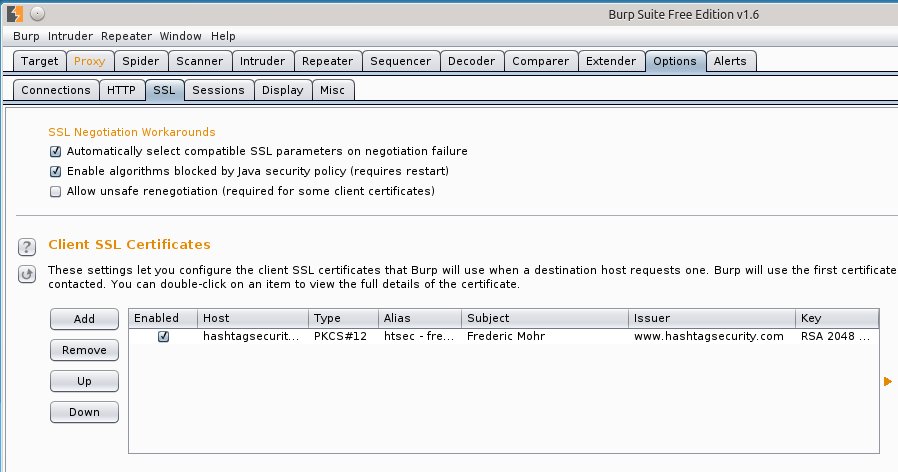 Burp Suite Free Edition v1.6
Burp Intruder Repeater Window Help
Target Proxy Spider Scanner Intruder Repeater Sequencer Decoder Comparer Extender Options Alerts
Connections HTTP SSL Sessions Display Misc
SSL Negotiation Workarounds
Automatically select compatible SSL parameters on negotiation failure
Enable algorithms blocked by Java security policy (requires restart)
Allow unsafe renegotiation (required for some client certificates)
?
Client SSL Certificates
These settings let you configure the client SSL certificates that Burp will use when a destination host requests one. Burp will use the first certificate
contacted. You can double-click on an item to view the full details of the certificate.
Add
Remove
Up
Down
Enabled Host Type Alias Subject Issuer Key
hashtagsecurit... PKCS#12 htsec - fre... Frederic Mohr www.hashtagsecurity.com RSA 2048 ...